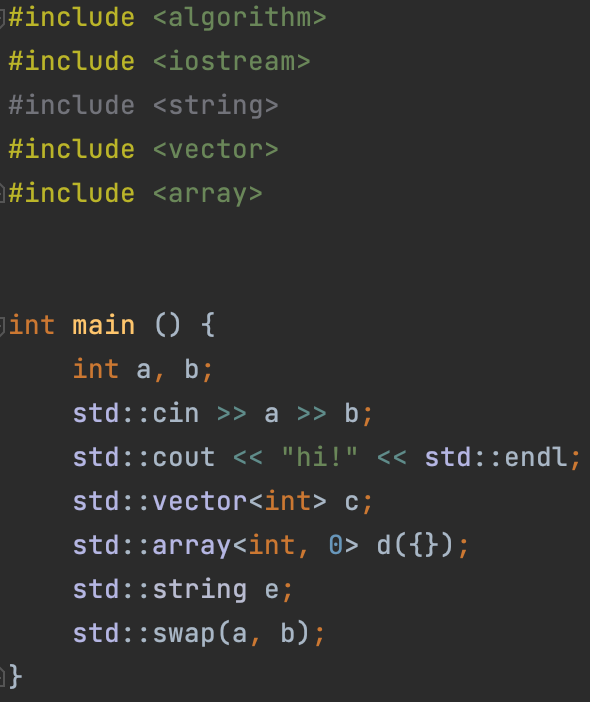 #include <algorithm>
#include <iostream>
#include <string>
#include <vector>
#include <array>
int main () {
    int a, b;
    std::cin >> a >> b;
    std::cout << "hi!" << std::endl;
    std::vector<int> c;
    std::array<int, 0> d({});
    std::string e;
    std::swap(a, b);
}